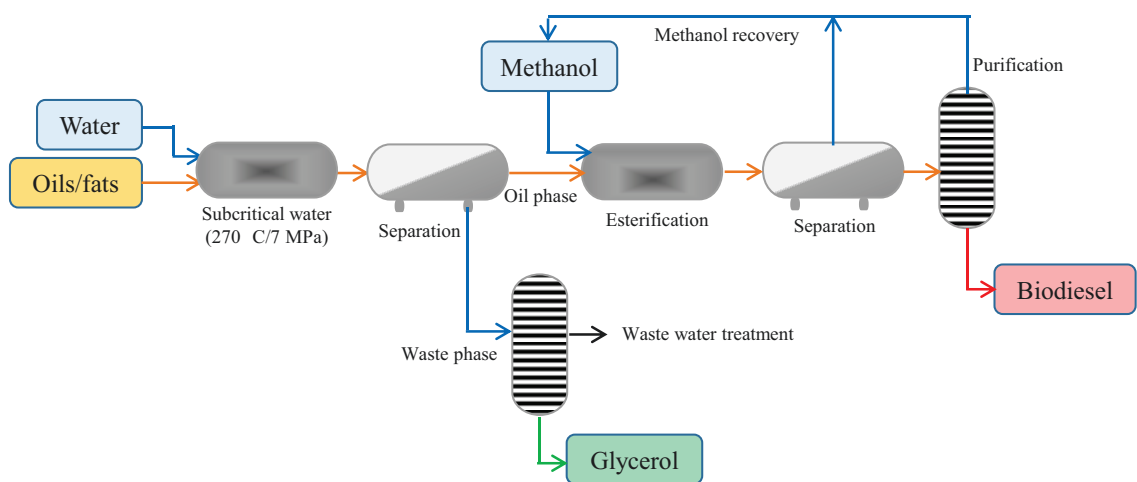 Methanol recovery
Methanol
Purification
Water
Oils/fats
Subcritical water
(270 C/7 MPa)
Separation
Oil phase
Esterification
Separation
Biodiesel
Waste phase
Waste water treatment
Glycerol